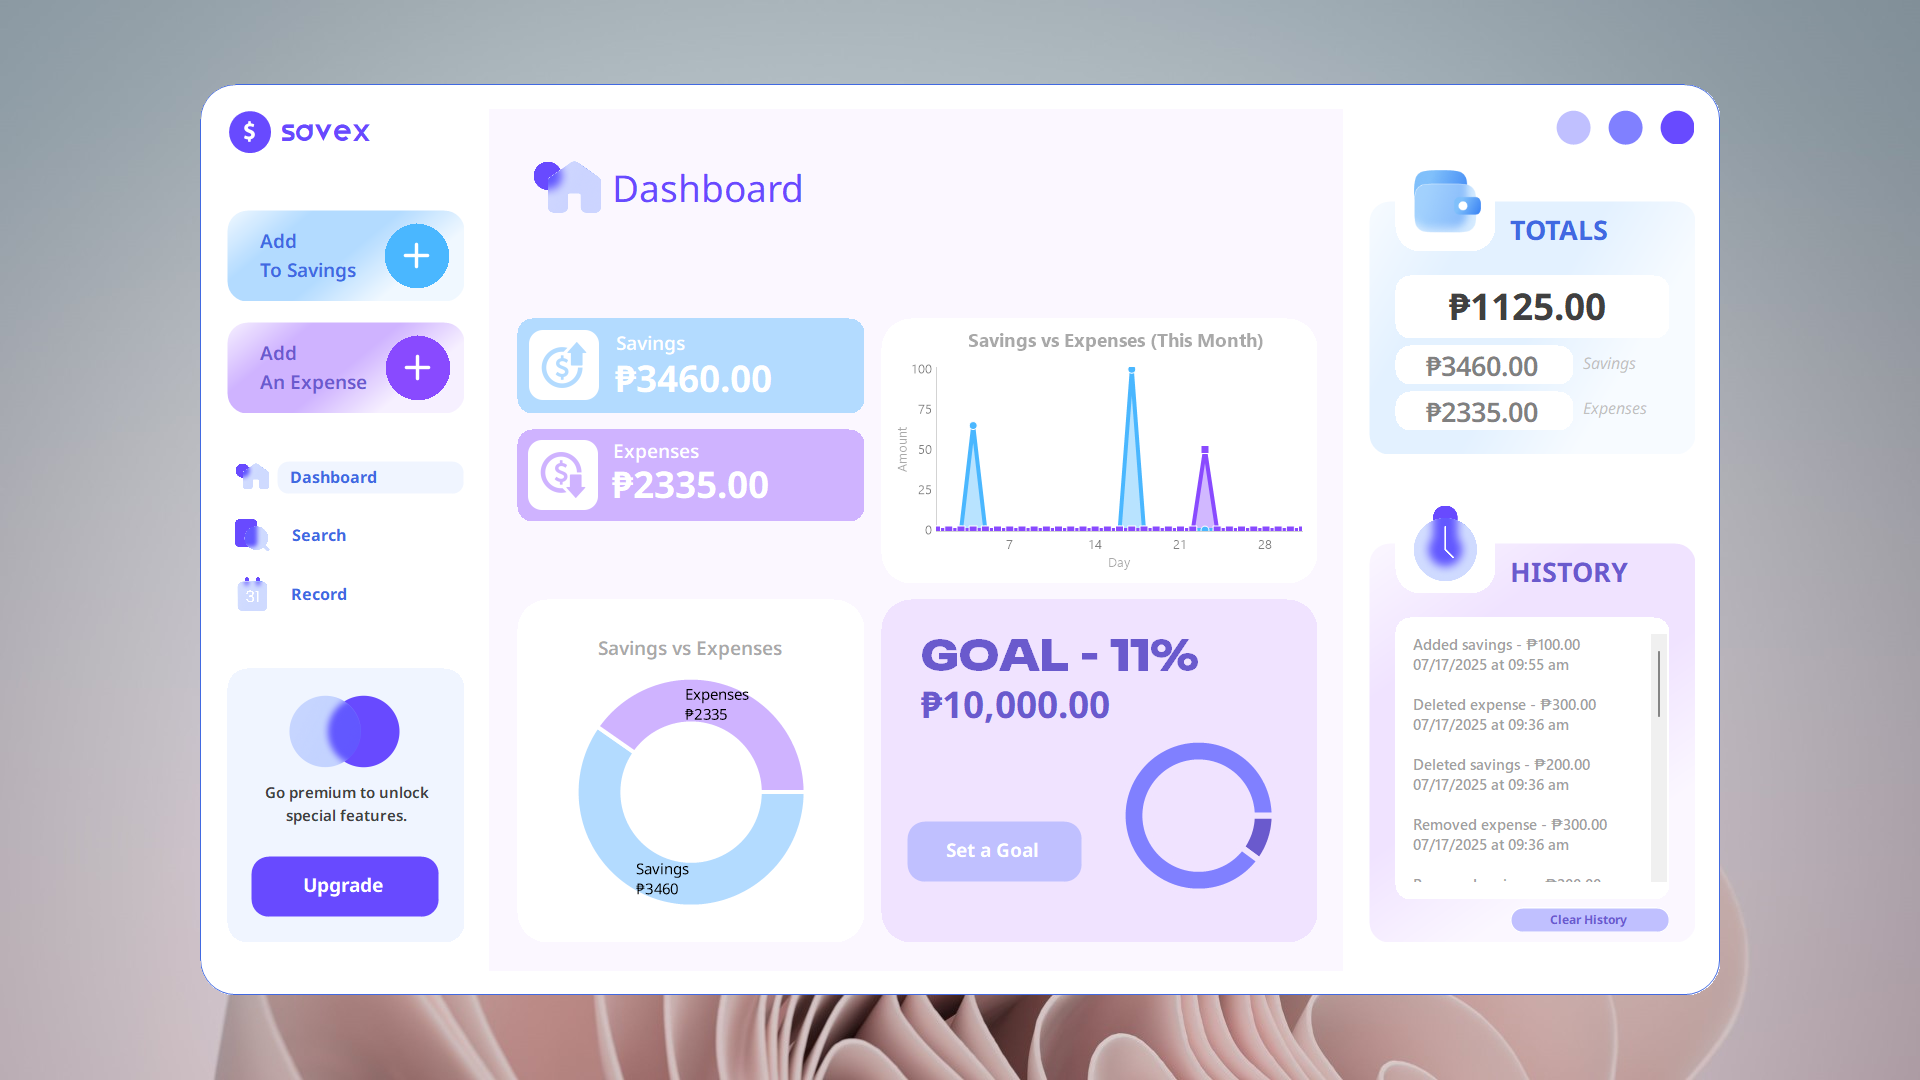 savex
Add
To Savings
Add
An Expense
Dashboard
Search
31
Record
Go premium to unlock
special features.
Upgrade
Dashboard
Savings
₱3460.00
Expenses
₱2335.00
Savings vs Expenses (This Month)
100
75
50
25
0
Amount
7 14 21 28
Day
Savings vs Expenses
Expenses
₱2335
Savings
₱3460
GOAL - 11%
₱10,000.00
Set a Goal
TOTALS
₱1125.00
₱3460.00 Savings
₱2335.00 Expenses
HISTORY
Added savings - ₱100.00
07/17/2025 at 09:55 am
Deleted expense - ₱300.00
07/17/2025 at 09:36 am
Deleted savings - ₱200.00
07/17/2025 at 09:36 am
Removed expense - ₱300.00
07/17/2025 at 09:36 am
Clear History